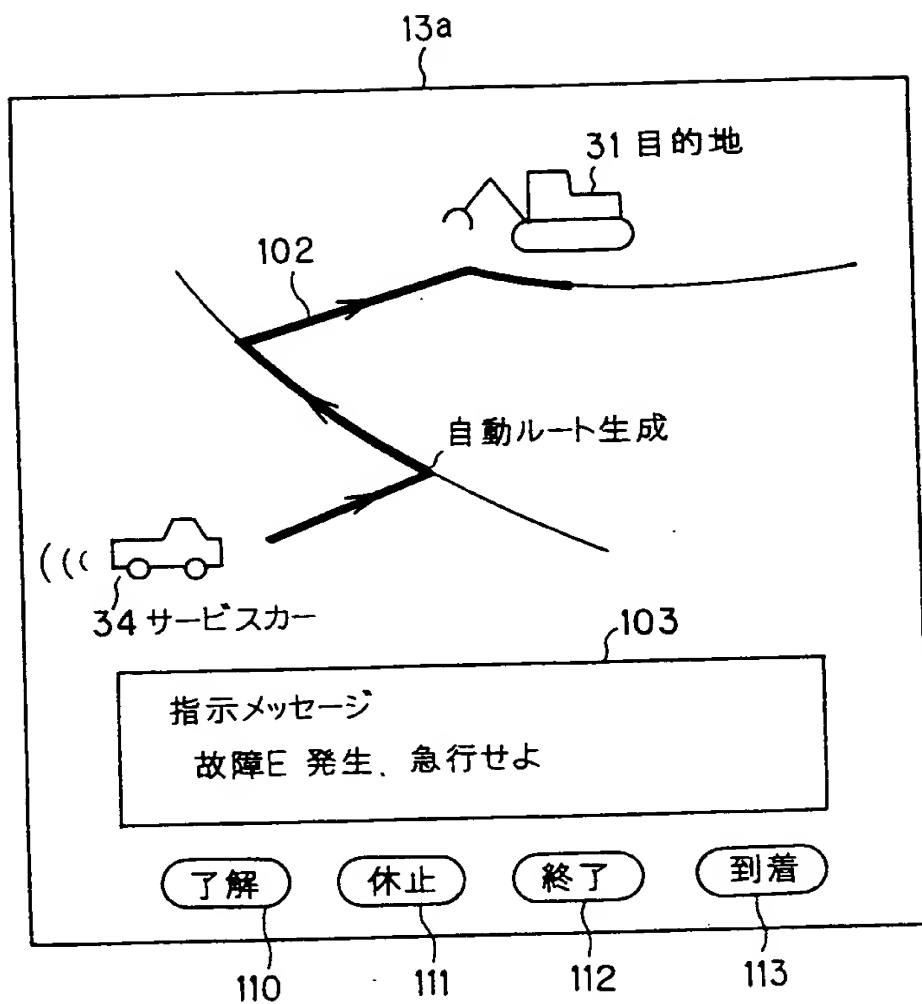 13a
31 目的地
102
自動ルート生成
34 サービスカー
103
指示メッセージ
故障E 発生、急行せよ
了解 休止 終了 到着
110 111 112 113